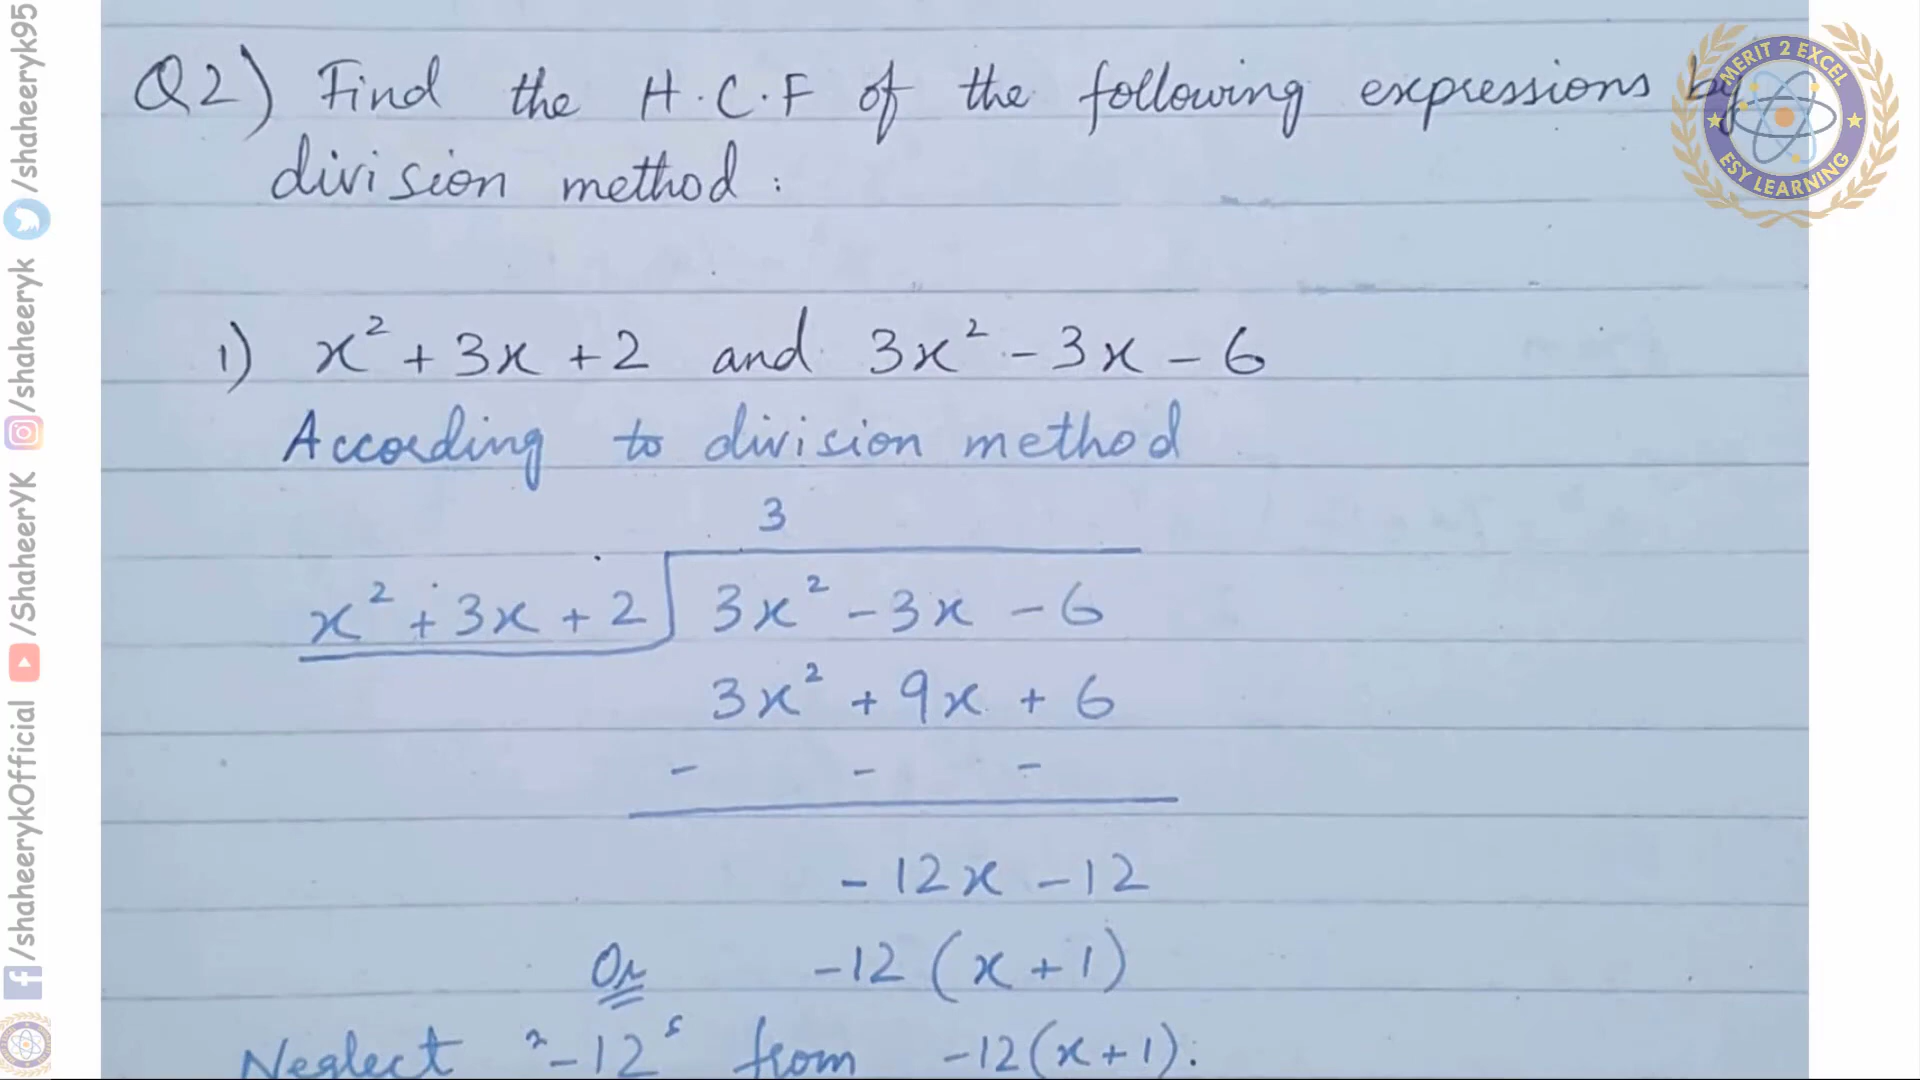 Q2) Find the H.C.F of the following expressions by
division method :
1) x² + 3x + 2 and 3x² - 3x - 6
According to division method
3
x² + 3x + 2 3x² - 3x - 6
3x² + 9x + 6
- - -
-12x - 12
Or -12 (x + 1)
Neglect "-12" from -12(x + 1).
MERIT 2 EXCEL
ESY LEARNING
/shaheerykOfficial /ShaheerYK /shaheeryk /shaheeryk95